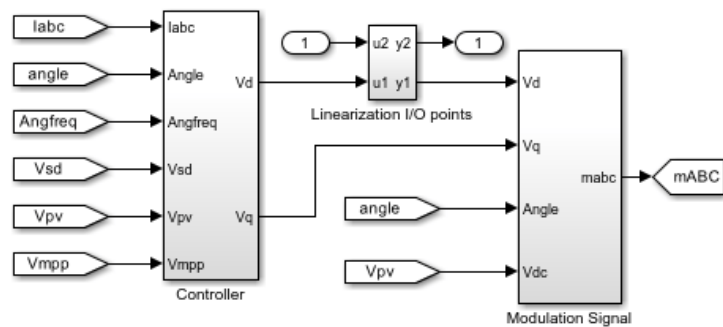 Iabc
angle
Angfreq
Vsd
Vpv
Vmpp
Iabc
Angle
Angfreq
Vsd
Vpv
Vmpp
Vd
Vq
Controller
1
u2 y2
u1 y1
1
Linearization I/O points
angle
Vpv
Vd
Vq
Angle
Vdc
mabc
Modulation Signal
mABC